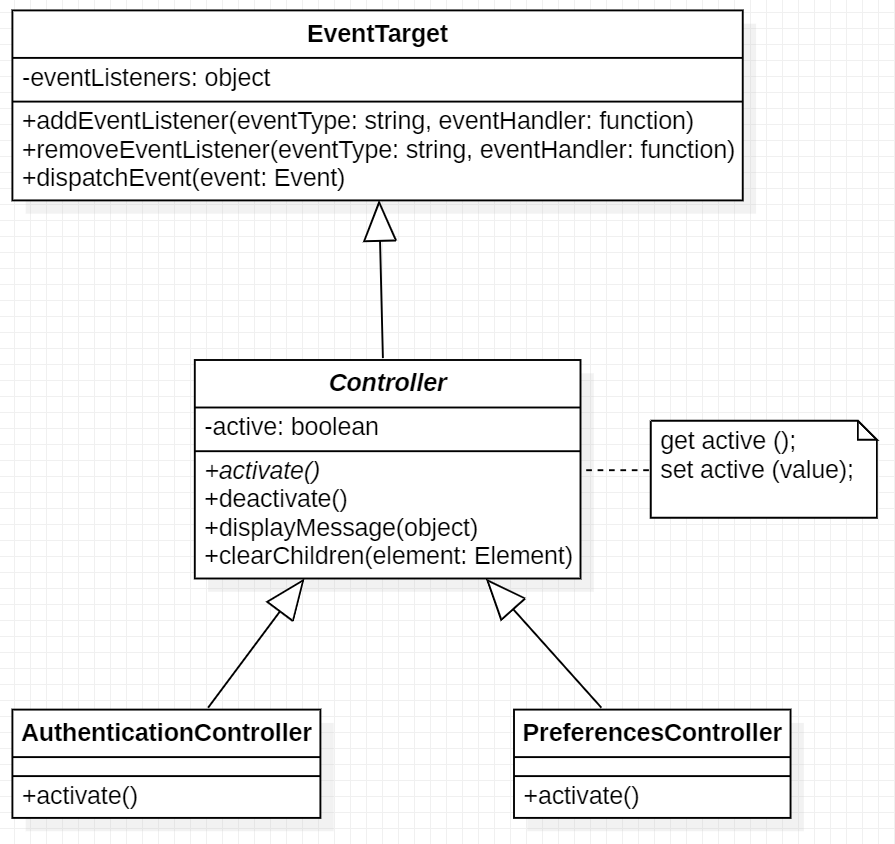 EventTarget
-eventListeners: object
+addEventListener(eventType: string, eventHandler: function)
+removeEventListener(eventType: string, eventHandler: function)
+dispatchEvent(event: Event)
Controller
-active: boolean
+activate()
+deactivate()
+displayMessage(object)
+clearChildren(element: Element)
get active ();
set active (value);
AuthenticationController
+activate()
PreferencesController
+activate()